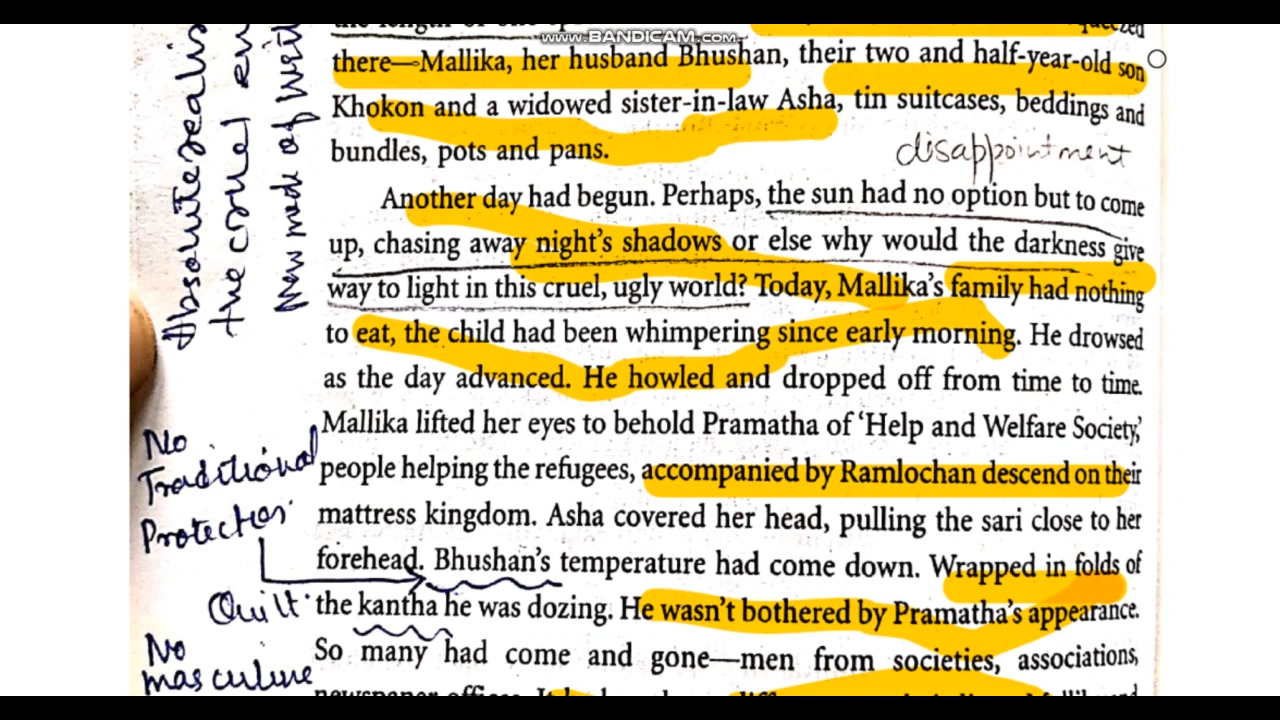 www.BANDICAM.com
there—Mallika, her husband Bhushan, their two and half-year-old son
Khokon and a widowed sister-in-law Asha, tin suitcases, beddings and
bundles, pots and pans.
disappointment
Another day had begun. Perhaps, the sun had no option but to come
up, chasing away night's shadows or else why would the darkness give
way to light in this cruel, ugly world? Today, Mallika's family had nothing
to eat, the child had been whimpering since early morning. He drowsed
as the day advanced. He howled and dropped off from time to time.
Mallika lifted her eyes to behold Pramatha of 'Help and Welfare Society,'
people helping the refugees, accompanied by Ramlochan descend on their
mattress kingdom. Asha covered her head, pulling the sari close to her
forehead. Bhushan's temperature had come down. Wrapped in folds of
the kantha he was dozing. He wasn't bothered by Pramatha's appearance.
So many had come and gone—men from societies, associations,
Absolute
the cruel
New mode of
No
Traditional
Protection
Quilt
No
masculine